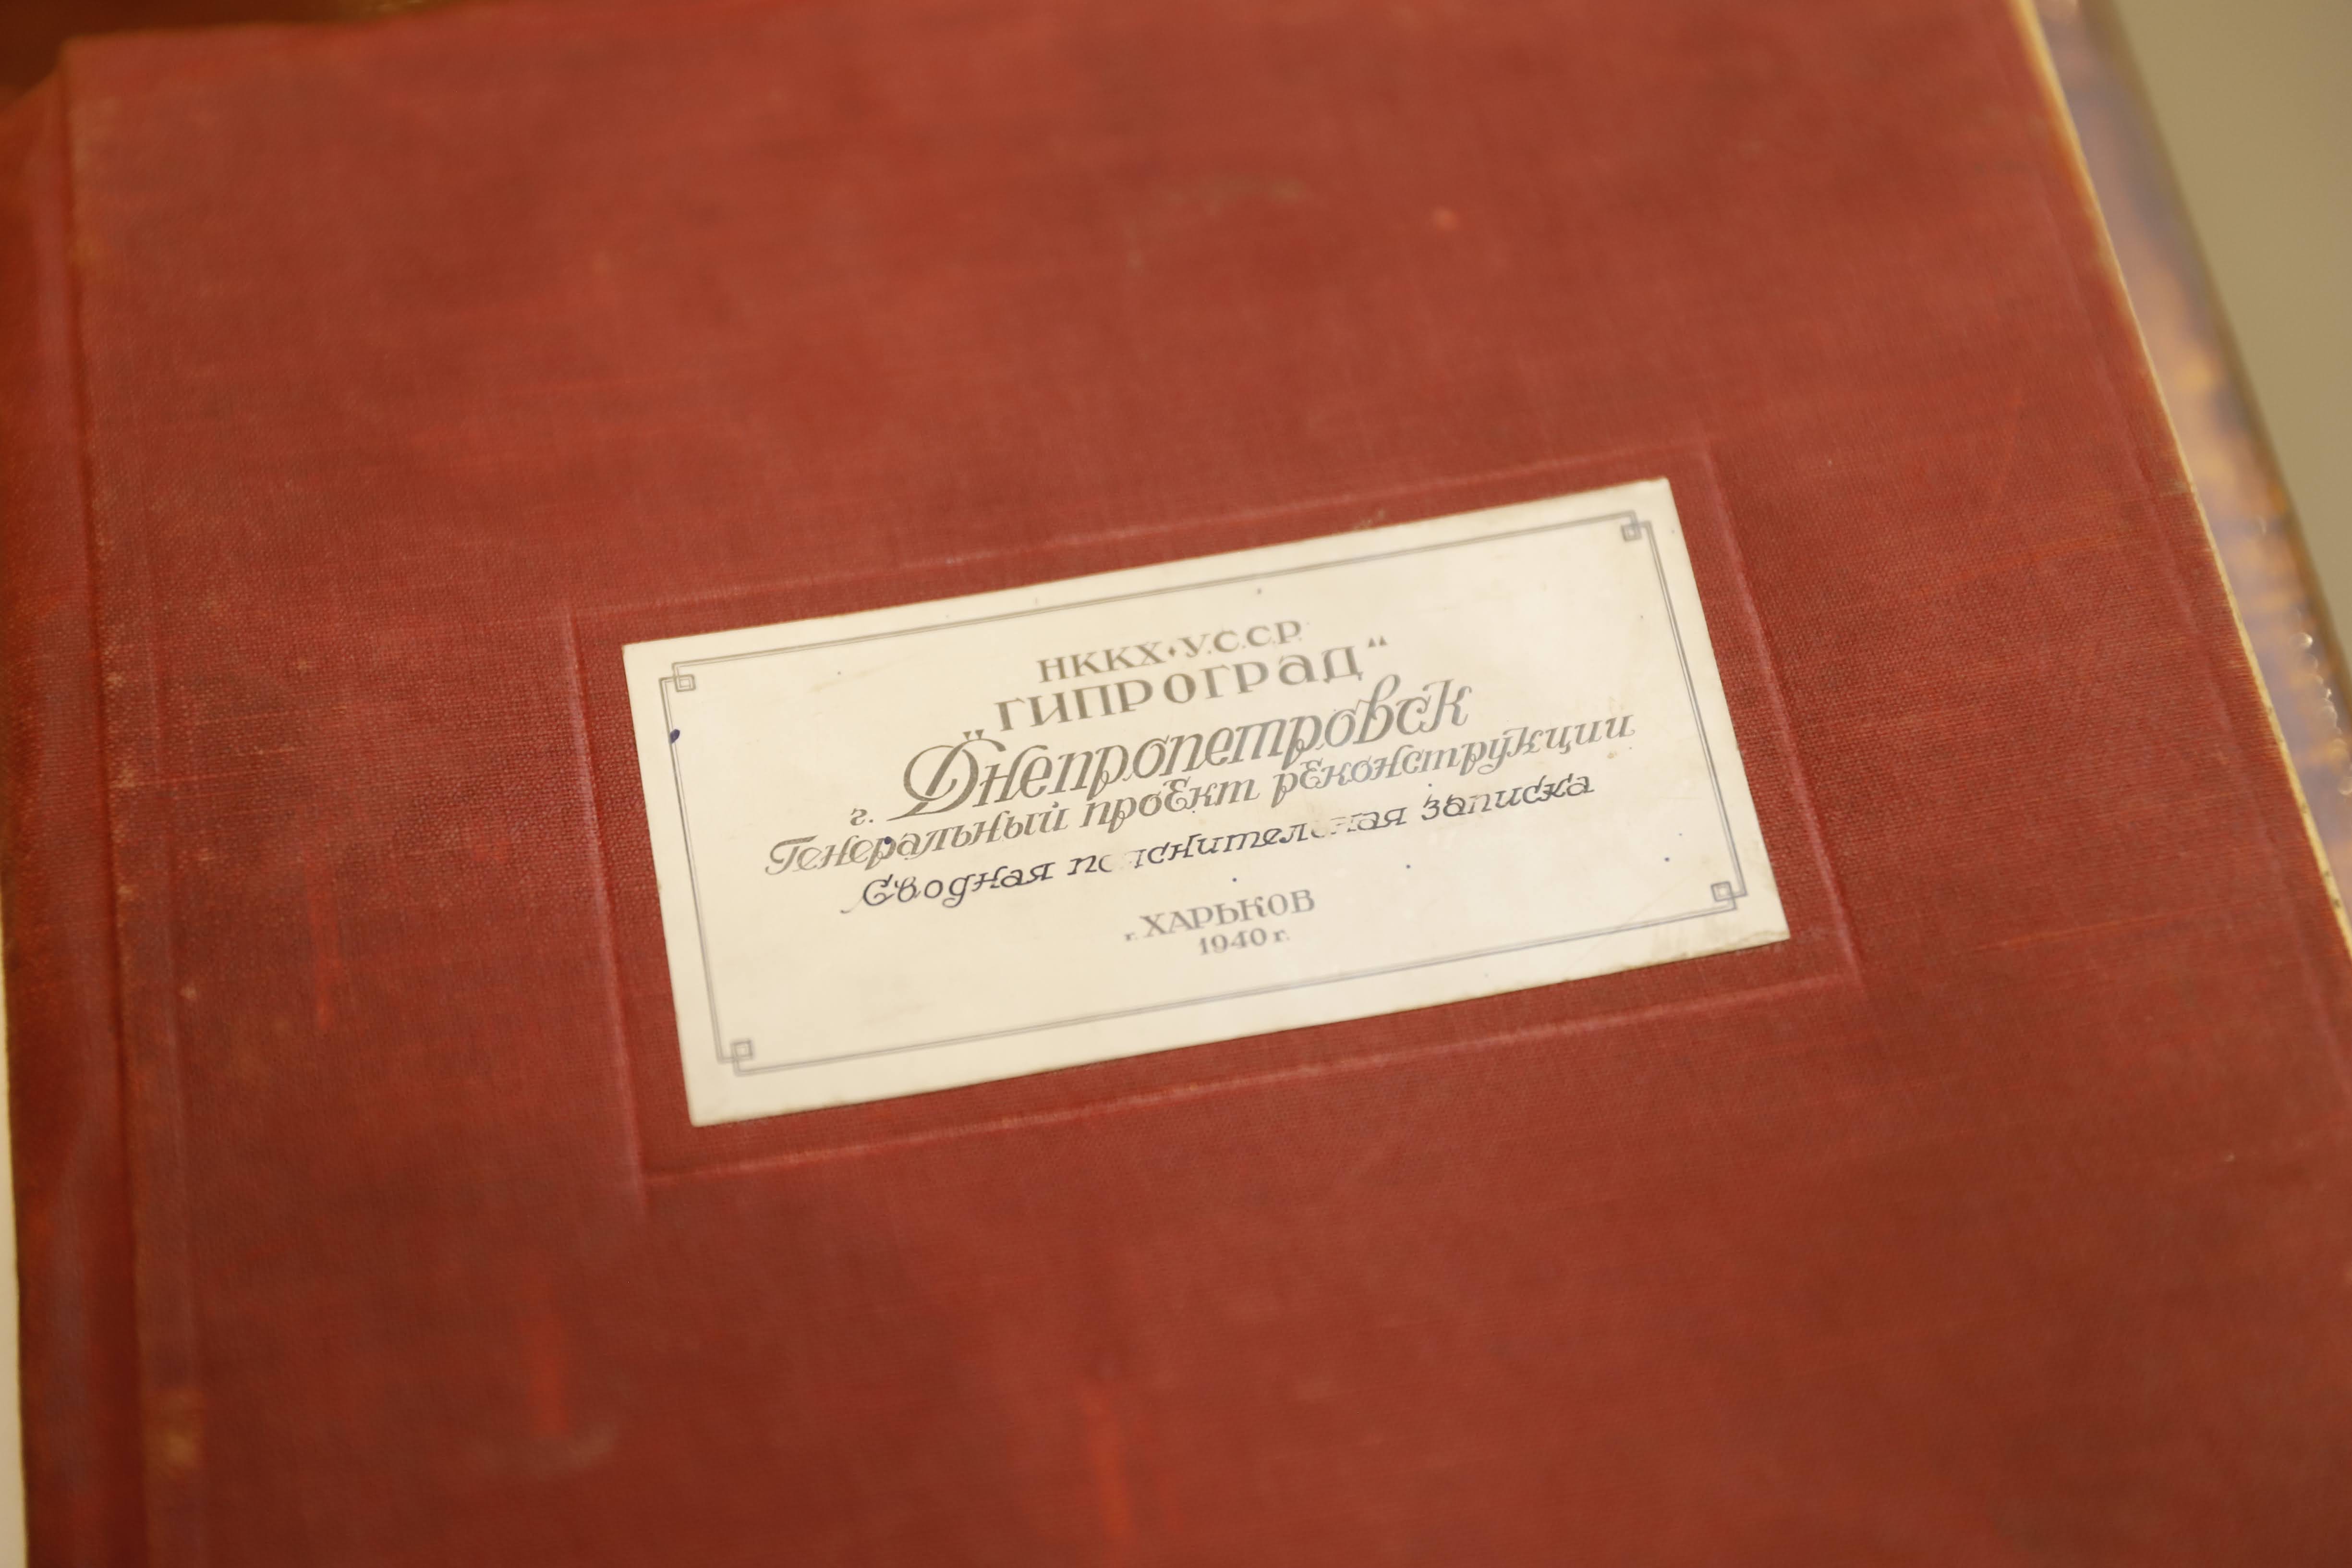 НККХ•У.С.С.Р.
"ГИПРОГРАД"
г. Днепропетровск
Генеральный проект реконструкции
Сводная пояснительная записка
г. ХАРЬКОВ
1940 г.